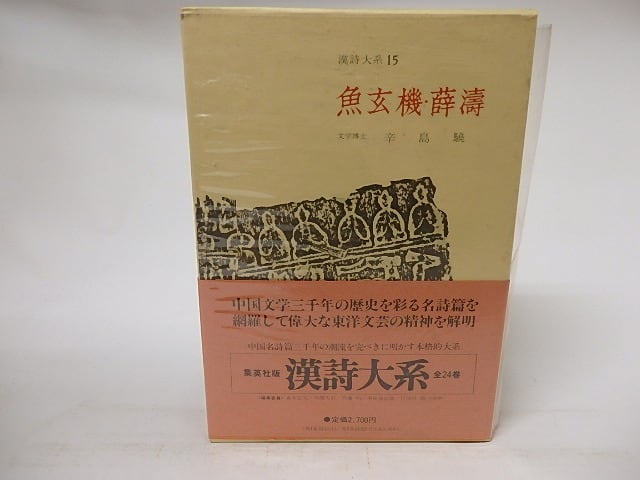 漢詩大系 15
魚玄機・薛濤
文学博士 辛島 驍
中国文学三千年の歴史を彩る名詩篇を
網羅して偉大な東洋文芸の精神を解明
中国名詩篇三千年の潮流を完ぺきに明かす本格的大系
集英社版 漢詩大系 全24巻
●定価2,700円